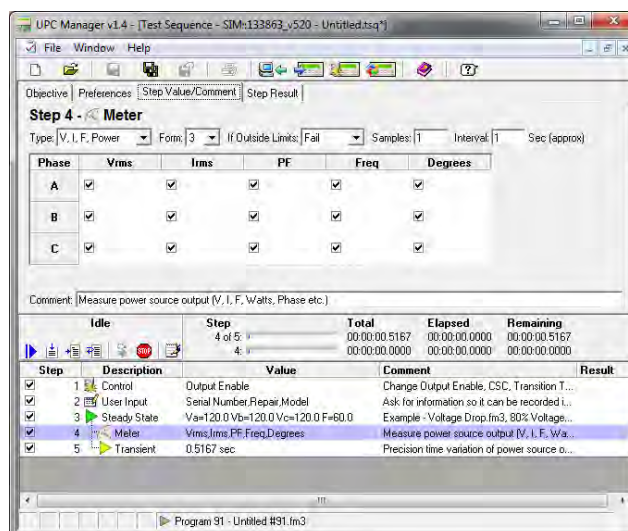 UPC Manager v1.4 - [Test Sequence - SIM:133863_v520 - Untitled.tsq*]
File Window Help
Objective Preferences Step Value/Comment Step Result
Step 4 - Meter
Type: V, I, F, Power Form: 3 If Outside Limits: Fail Samples: 1 Interval: 1 Sec (approx)
Phase Vrms Irms PF Freq Degrees
A
B
C
Comment: Measure power source output (V, I, F, Watts, Phase etc.)
Idle Step Total Elapsed Remaining
4 of 5: 00:00:00.5167 00:00:00.0000 00:00:00.5167
4: 00:00:00.0000 00:00:00.0000 00:00:00.0000
STOP
Step Description Value Comment Result
1 Control Output Enable Change Output Enable, CSC, Transition T...
2 User Input Serial Number,Repair,Model Ask for information so it can be recorded i...
3 Steady State Va=120.0 Vb=120.0 Vc=120.0 F=60.0 Example - Voltage Drop.fm3, 80% Voltage...
4 Meter Vrms,Irms,PF,Freq,Degrees Measure power source output (V, I, F, Wa...
5 Transient 0.5167 sec Precision time variation of power source o...
Program 91 - Untitled #91.fm3